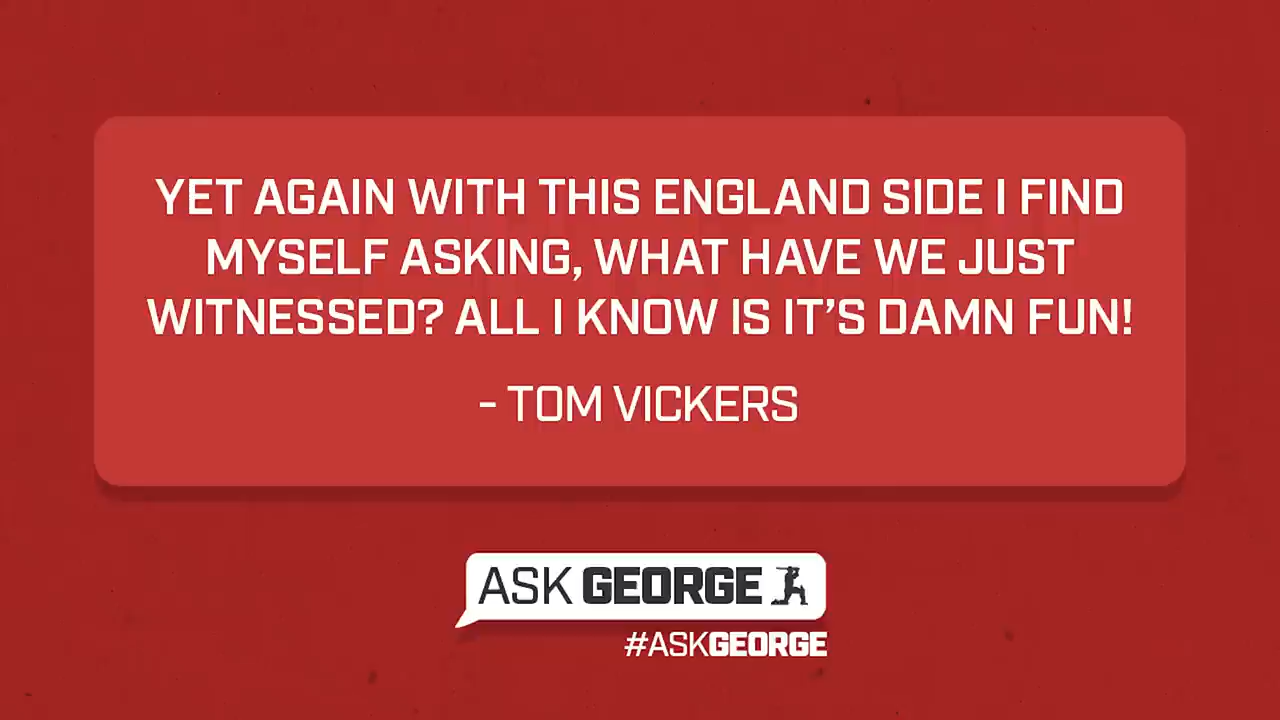 YET AGAIN WITH THIS ENGLAND SIDE I FIND
MYSELF ASKING, WHAT HAVE WE JUST
WITNESSED? ALL I KNOW IS IT'S DAMN FUN!
- TOM VICKERS
ASK GEORGE
#ASKGEORGE